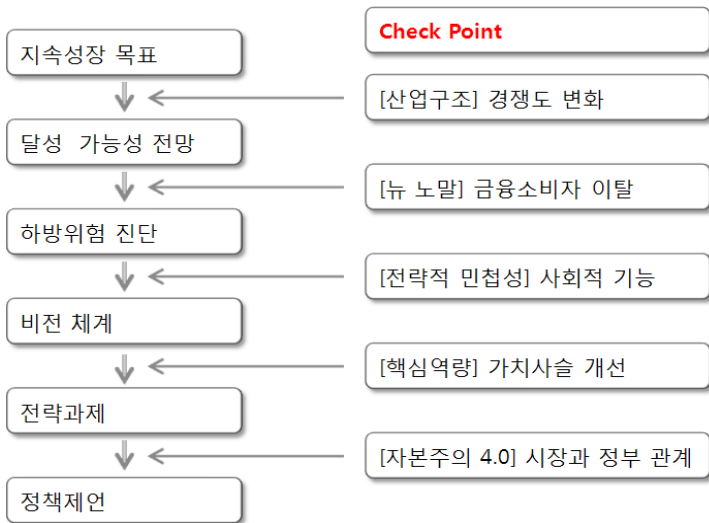 지속성장 목표
달성 가능성 전망
하방위험 진단
비전 체계
전략과제
정책제언
Check Point
[산업구조] 경쟁도 변화
[뉴 노말] 금융소비자 이탈
[전략적 민첩성] 사회적 기능
[핵심역량] 가치사슬 개선
[자본주의 4.0] 시장과 정부 관계